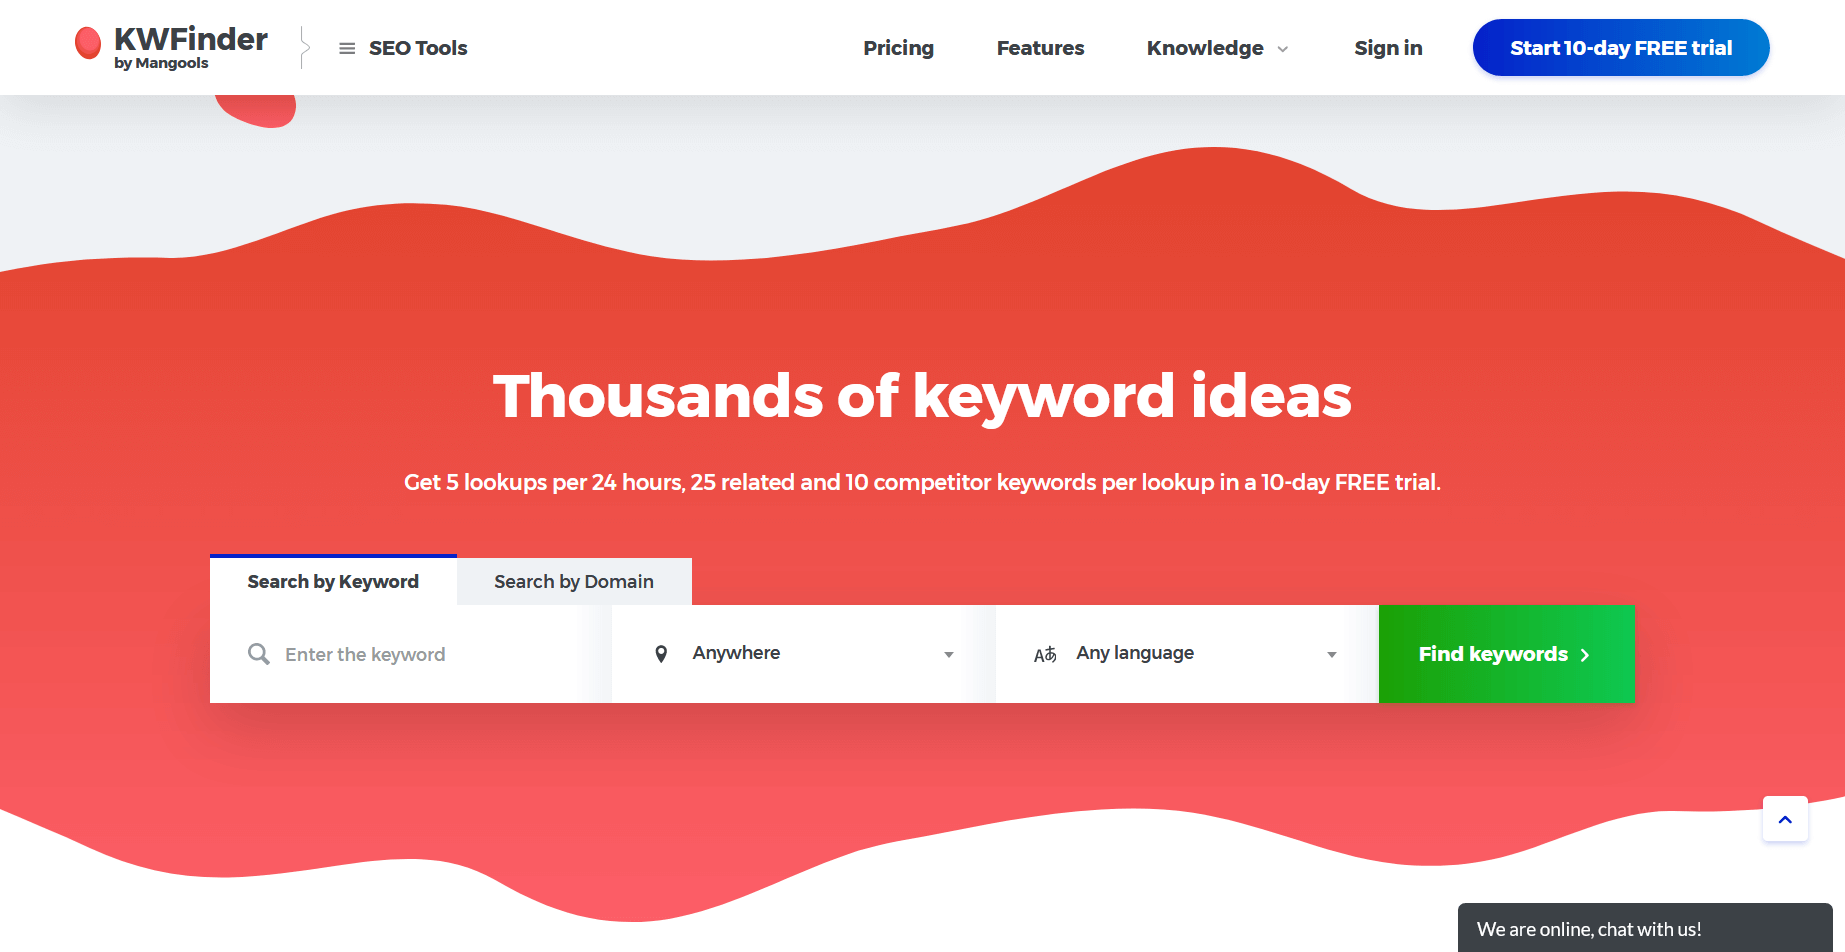 KWFinder
by Mangools
SEO Tools
Pricing
Features
Knowledge
Sign in
Start 10-day FREE trial
Thousands of keyword ideas
Get 5 lookups per 24 hours, 25 related and 10 competitor keywords per lookup in a 10-day FREE trial.
Search by Keyword
Search by Domain
Enter the keyword
Anywhere
Aあ
Any language
Find keywords
We are online, chat with us!